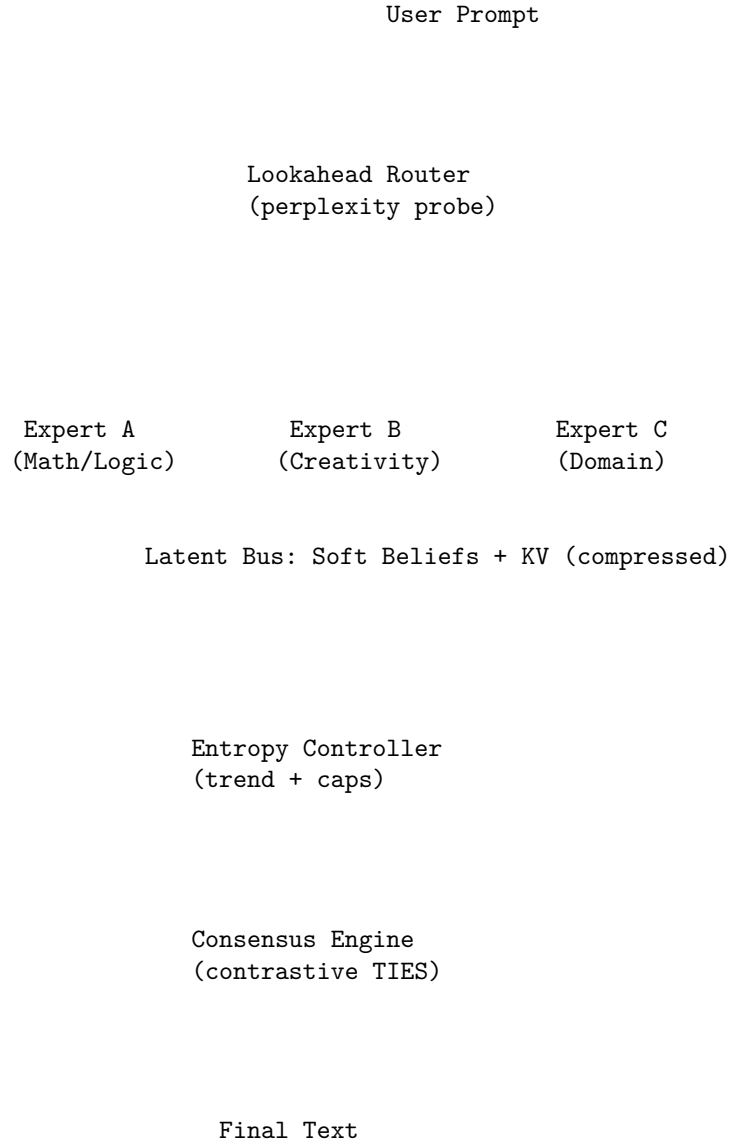 User Prompt
Lookahead Router
(perplexity probe)
Expert A Expert B Expert C
(Math/Logic) (Creativity) (Domain)
Latent Bus: Soft Beliefs + KV (compressed)
Entropy Controller
(trend + caps)
Consensus Engine
(contrastive TIES)
Final Text